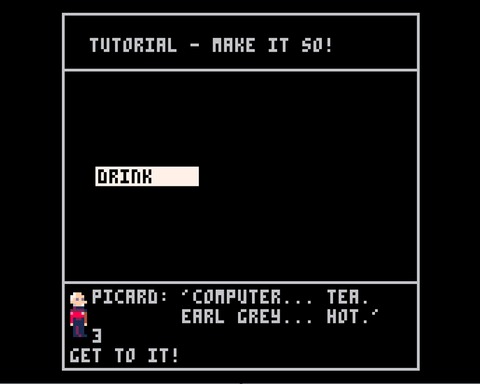 TUTORIAL - MAKE IT SO!
DRINK
PICARD: 'COMPUTER... TEA.
EARL GREY... HOT.'
3
GET TO IT!